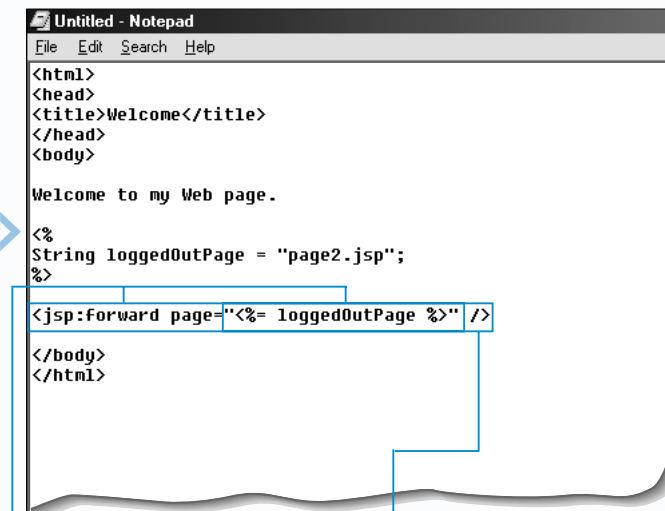 Untitled - Notepad
File Edit Search Help
<html>
<head>
<title>Welcome</title>
</head>
<body>
Welcome to my Web page.
<%
String loggedOutPage = "page2.jsp";
%>
<jsp:forward page="<%= loggedOutPage %>" />
</body>
</html>